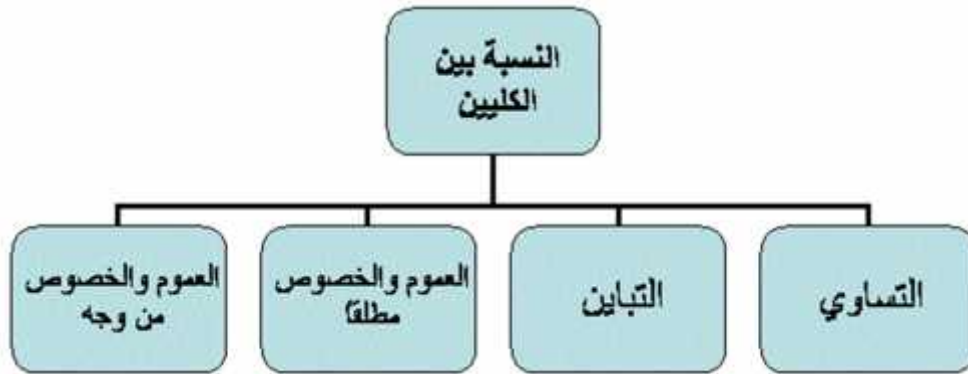 النسبة بين
الكليين
التساوي
التباين
العموم والخصوص
مطلقاً
العموم والخصوص
من وجه